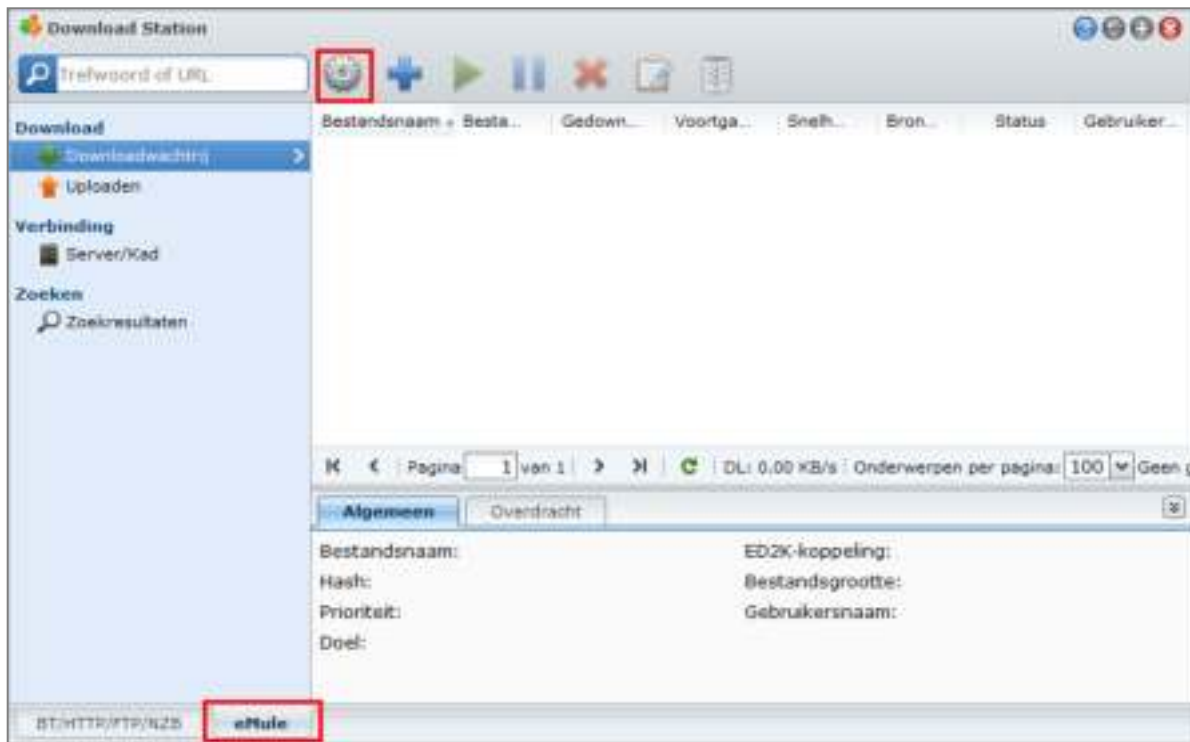 Download Station
Trefwoord of URL
Download
Downloadwachtrij
Uploaden
Verbinding
Server/Kad
Zoeken
Zoekresultaten
Bestandsnaam Besta... Gedown... Voortga... Snelh... Bron... Status Gebruiker...
Pagina 1 van 1 DL: 0.00 KB/s Onderwerpen per pagina: 100 Geen g
Algemeen Overdracht
Bestandsnaam: ED2K-koppeling:
Hash: Bestandsgrootte:
Prioriteit: Gebruikersnaam:
Doel:
BT/HTTP/FTP/NZB eMule